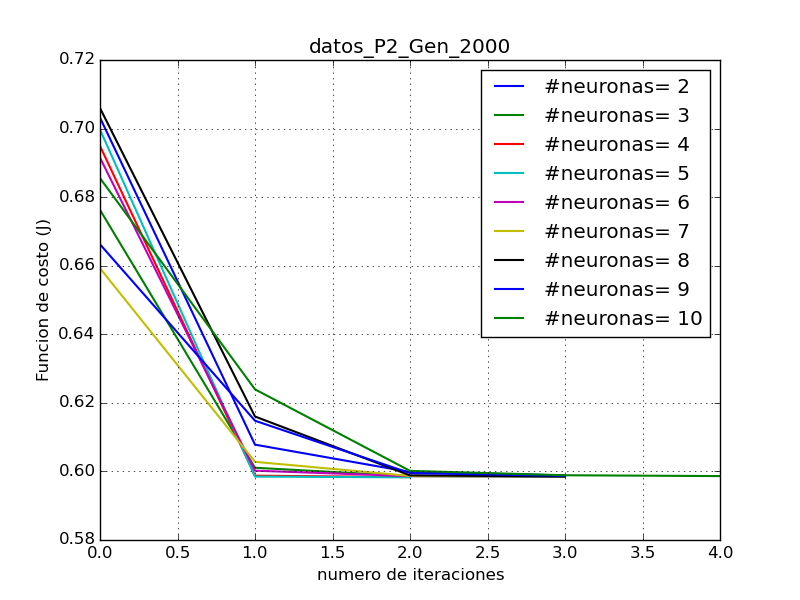 datos_P2_Gen_2000
0.72
0.70
0.68
0.66
0.64
0.62
0.60
0.58
Funcion de costo (J)
#neuronas= 2
#neuronas= 3
#neuronas= 4
#neuronas= 5
#neuronas= 6
#neuronas= 7
#neuronas= 8
#neuronas= 9
#neuronas= 10
0.0 0.5 1.0 1.5 2.0 2.5 3.0 3.5 4.0
numero de iteraciones